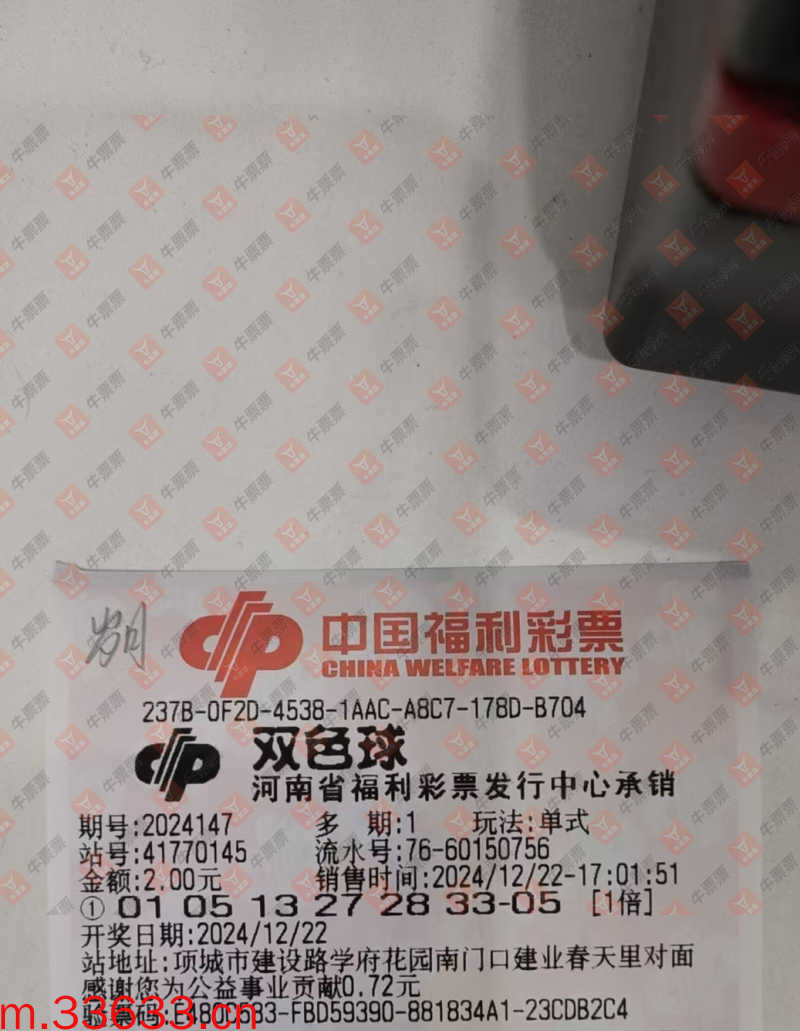 中国福利彩票
CHINA WELFARE LOTTERY
237B-0F2D-4538-1AAC-A8C7-178D-B704
双色球
河南省福利彩票发行中心承销
期号:2024147 多 期:1 玩法:单式
站号:41770145 流水号:76-60150756
金额:2.00元 销售时间:2024/12/22-17:01:51
① 01 05 13 27 28 33-05 [1倍]
开奖日期:2024/12/22
站地址:项城市建设路学府花园南门口建业春天里对面
感谢您为公益事业贡献0.72元
m.33633.cn
牛票票